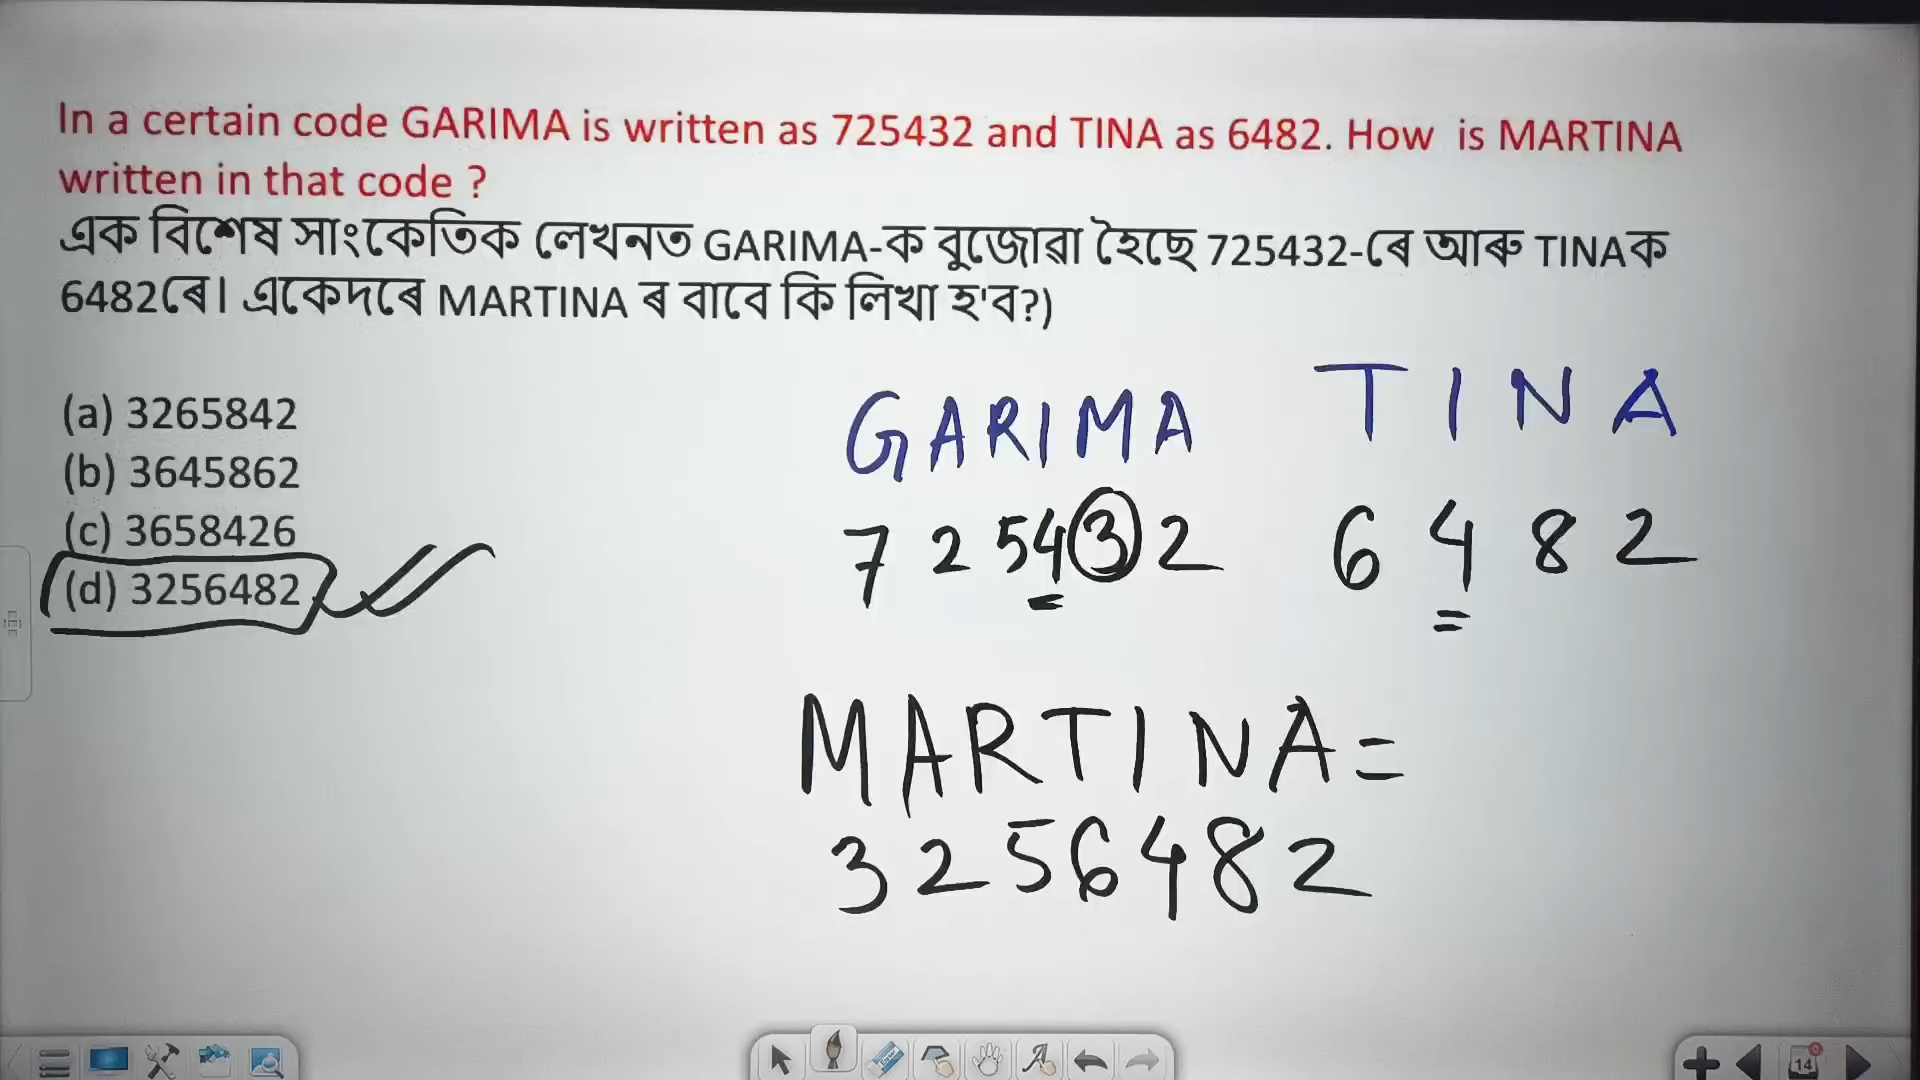 In a certain code GARIMA is written as 725432 and TINA as 6482. How is MARTINA
written in that code ?
এক বিশেষ সাংকেতিক লেখনত GARIMA-ক বুজোৱা হৈছে 725432-ৰে আৰু TINAক
6482ৰে। একেদৰে MARTINA ৰ বাবে কি লিখা হ'ব?)
(a) 3265842
(b) 3645862
(c) 3658426
(d) 3256482
GARIMA TINA
725432 6482
MARTINA=
3256482
14